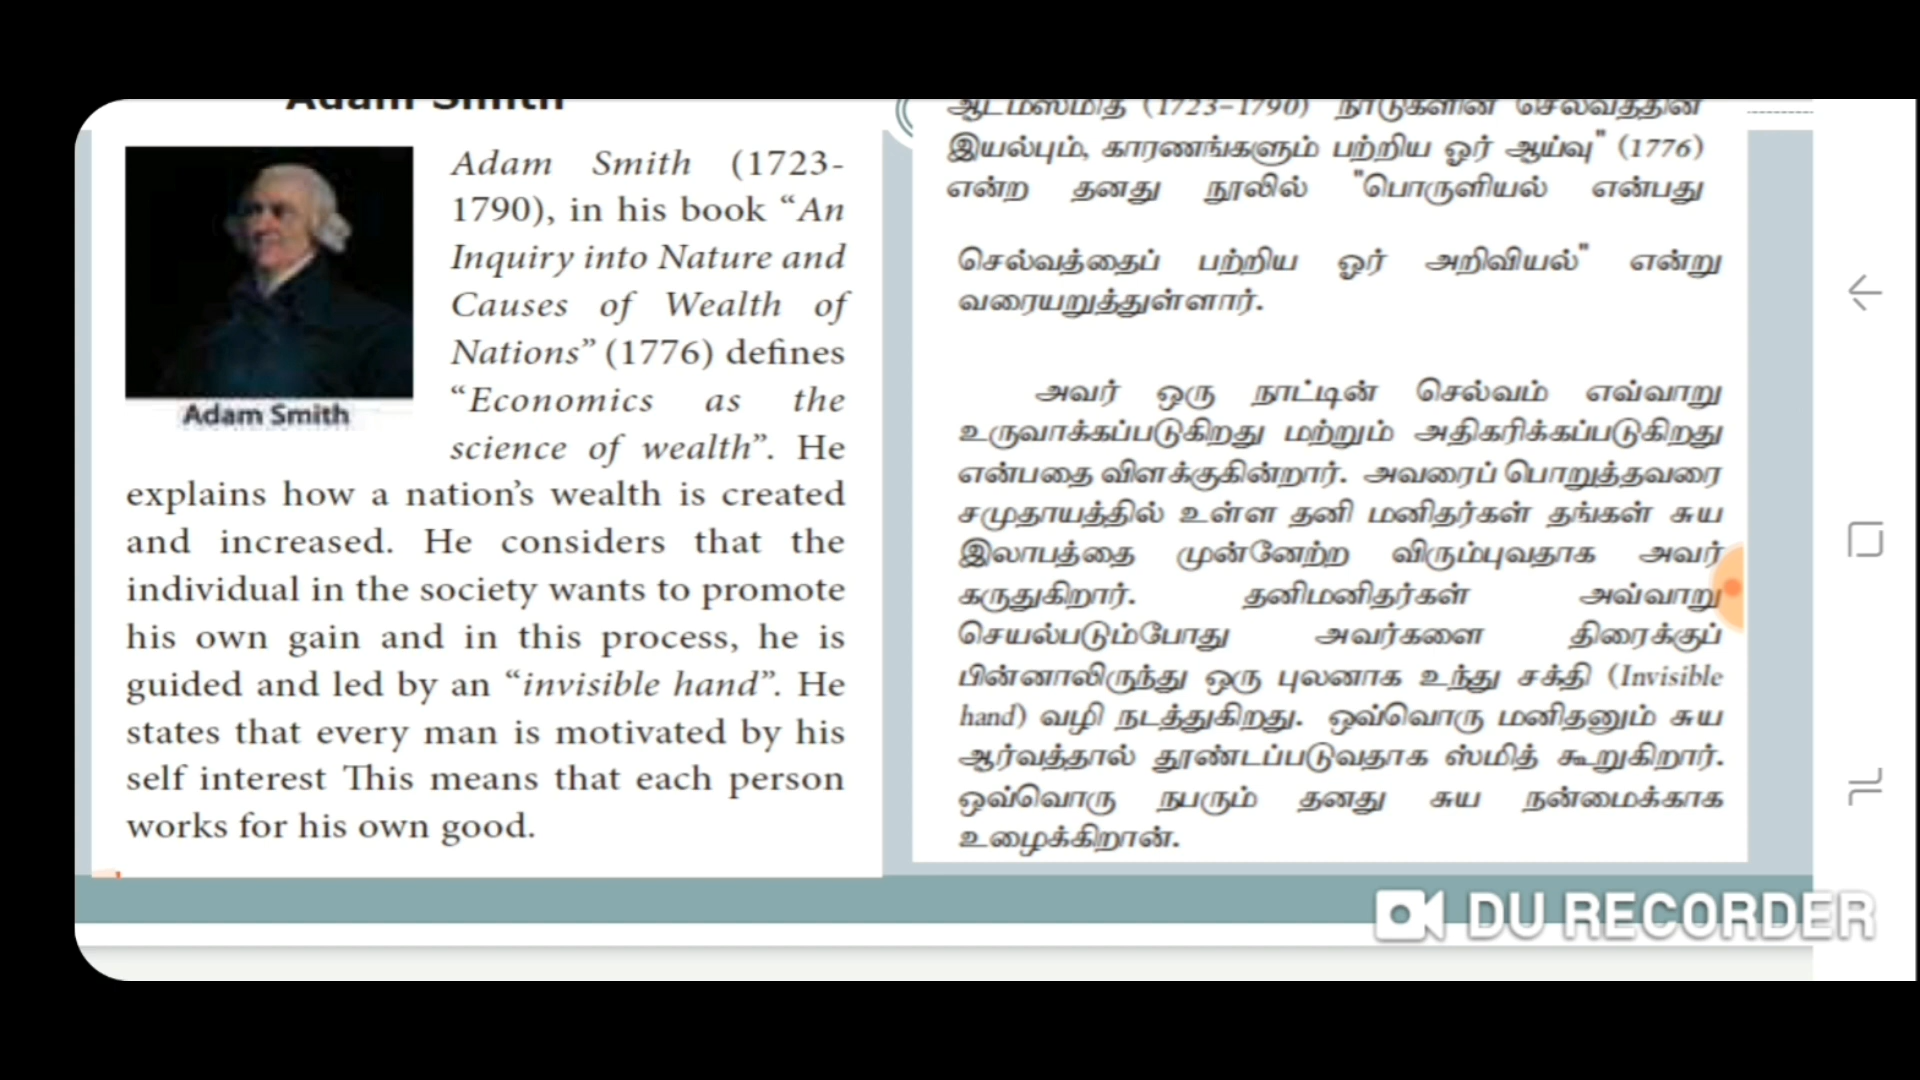 Adam Smith
Adam Smith (1723-
1790), in his book “An
Inquiry into Nature and
Causes of Wealth of
Nations” (1776) defines
“Economics as the
science of wealth”. He
Adam Smith
explains how a nation’s wealth is created
and increased. He considers that the
individual in the society wants to promote
his own gain and in this process, he is
guided and led by an “invisible hand”. He
states that every man is motivated by his
self interest This means that each person
works for his own good.
ஆடம்ஸ்மித் (1723–1790) நாடுகளின் செல்வத்தின்
இயல்பும், காரணங்களும் பற்றிய ஓர் ஆய்வு" (1776)
என்ற தனது நூலில் "பொருளியல் என்பது
செல்வத்தைப் பற்றிய ஓர் அறிவியல்" என்று
வரையறுத்துள்ளார்.
அவர் ஒரு நாட்டின் செல்வம் எவ்வாறு
உருவாக்கப்படுகிறது மற்றும் அதிகரிக்கப்படுகிறது
என்பதை விளக்குகின்றார். அவரைப் பொறுத்தவரை
சமுதாயத்தில் உள்ள தனி மனிதர்கள் தங்கள் சுய
இலாபத்தை முன்னேற்ற விரும்புவதாக அவர்
கருதுகிறார். தனிமனிதர்கள் அவ்வாறு
செயல்படும்போது அவர்களை திரைக்குப்
பின்னாலிருந்து ஒரு புலனாக உந்து சக்தி (Invisible
hand) வழி நடத்துகிறது. ஒவ்வொரு மனிதனும் சுய
ஆர்வத்தால் தூண்டப்படுவதாக ஸ்மித் கூறுகிறார்.
ஒவ்வொரு நபரும் தனது சுய நன்மைக்காக
உழைக்கிறான்.
DU RECORDER